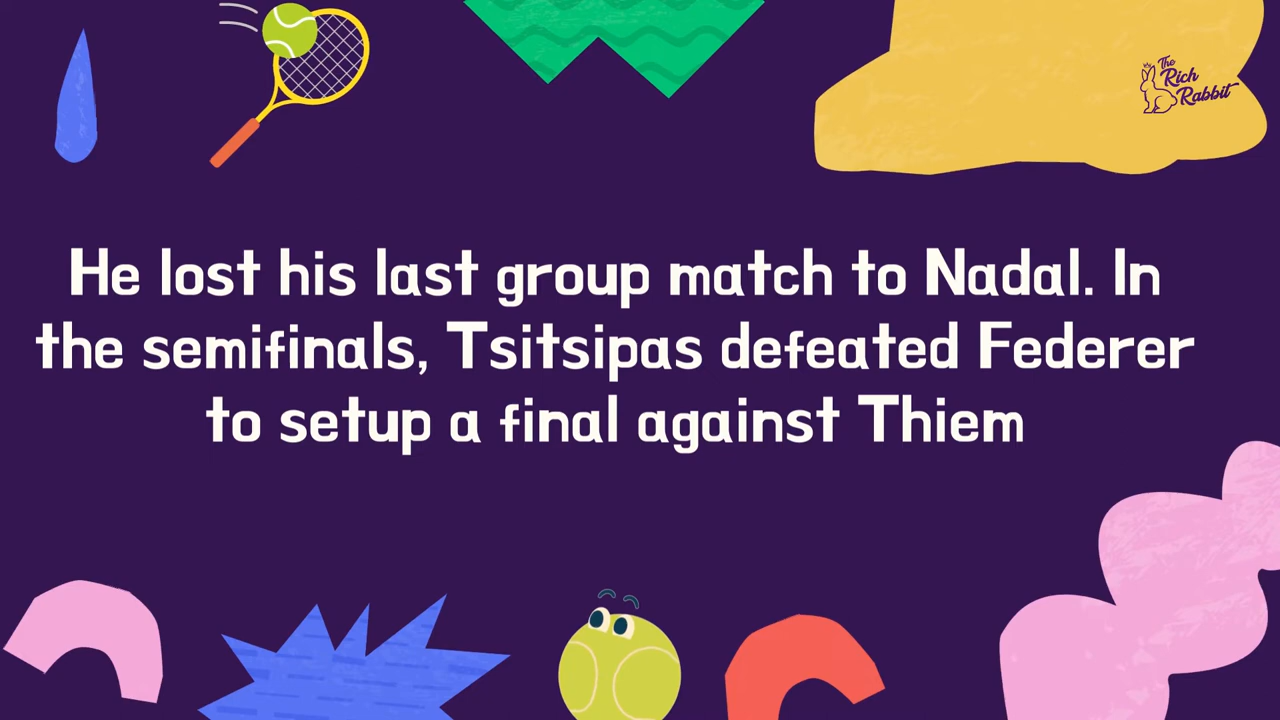 The
Rich
Rabbit
He lost his last group match to Nadal. In
the semifinals, Tsitsipas defeated Federer
to setup a final against Thiem